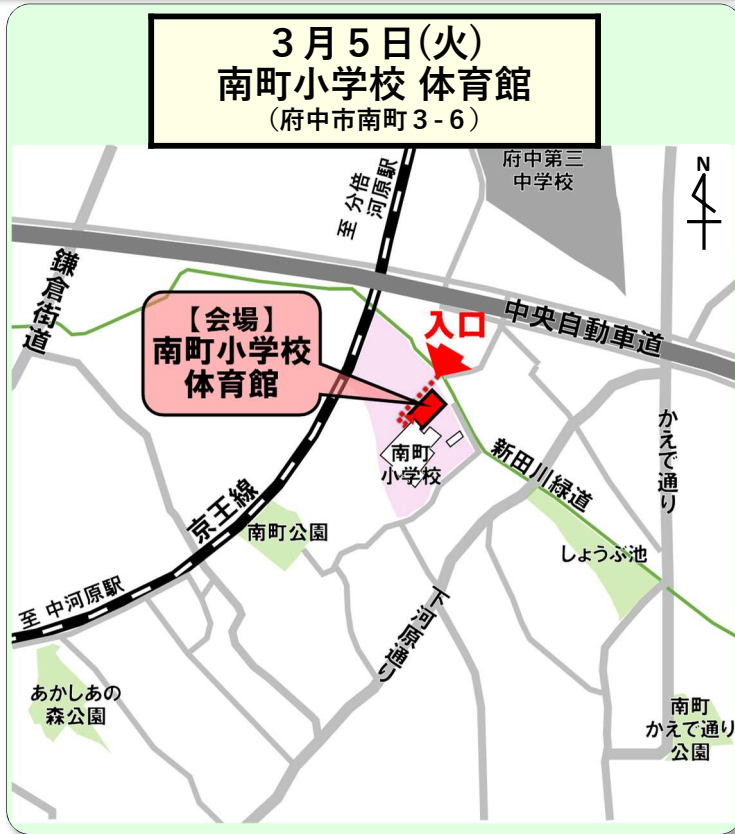 3月5日(火)
南町小学校 体育館
(府中市南町3-6)
至 分倍
河原駅
府中第三
中学校
N
鎌倉街道
【会場】
南町小学校
体育館
入口
中央自動車道
かえで通り
南町
小学校
新田川緑道
京王線
南町公園
しょうぶ池
至 中河原駅
下河原通り
あかしあの
森公園
南町
かえで通り
公園